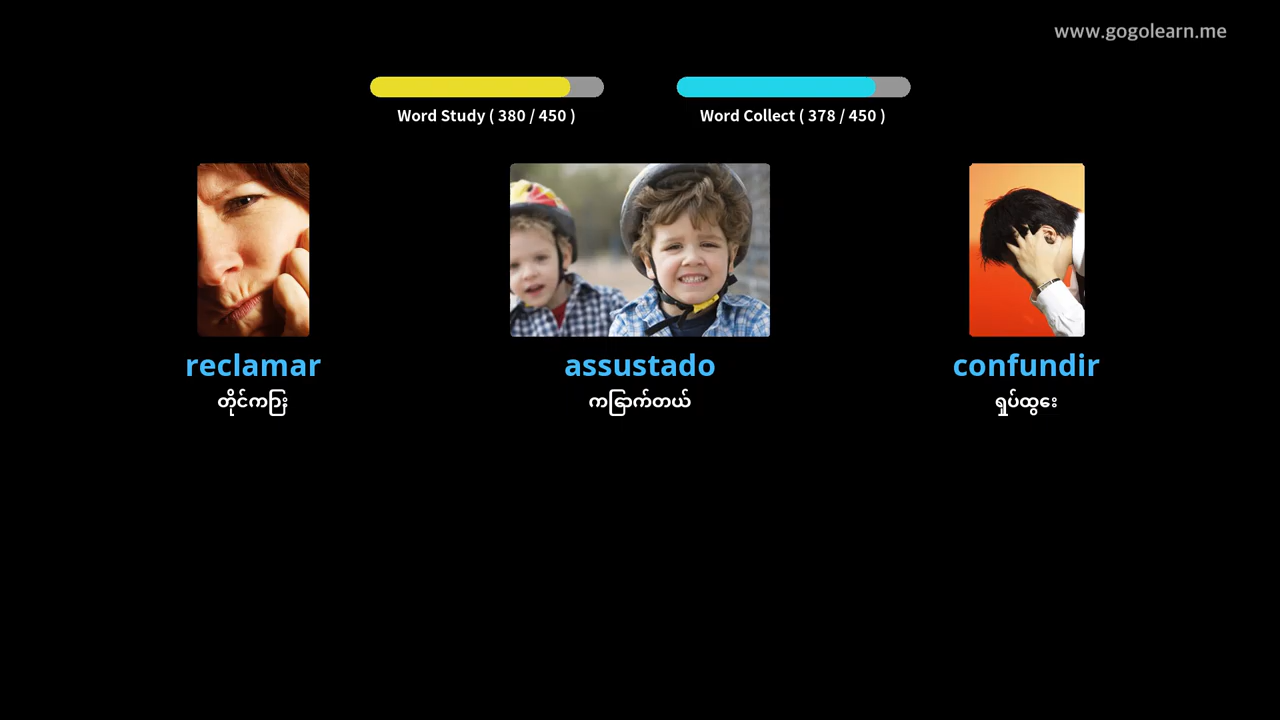 www.gogolearn.me
Word Study ( 380 / 450 )
Word Collect ( 378 / 450 )
reclamar
assustado
confundir
တိုင်ကြား
ကြောက်တယ်
ရှုပ်ထွေး